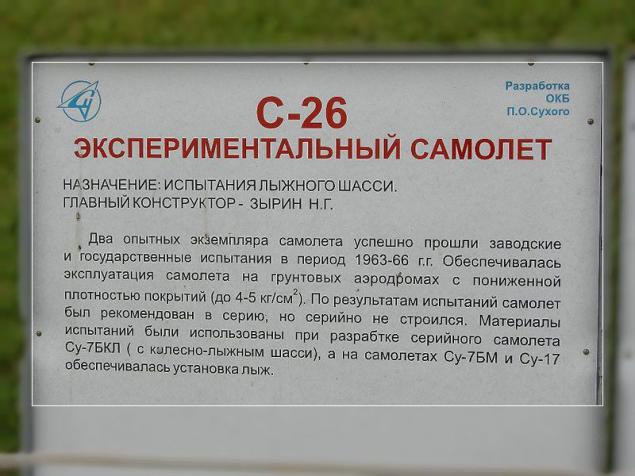 Разработка
ОКБ
П.О.Сухого
С-26
ЭКСПЕРИМЕНТАЛЬНЫЙ САМОЛЕТ
НАЗНАЧЕНИЕ: ИСПЫТАНИЯ ЛЫЖНОГО ШАССИ.
ГЛАВНЫЙ КОНСТРУКТОР - ЗЫРИН Н.Г.
Два опытных экземпляра самолета успешно прошли заводские
и государственные испытания в период 1963-66 г.г. Обеспечивалась
эксплуатация самолета на грунтовых аэродромах с пониженной
плотностью покрытий (до 4-5 кг/см²). По результатам испытаний самолет
был рекомендован в серию, но серийно не строился. Материалы
испытаний были использованы при разрабтке серийного самолета
Су-7БКЛ ( с колесно-лыжным шасси), а на самолетах Су-7БМ и Су-17
обеспечивалась установка лыж.